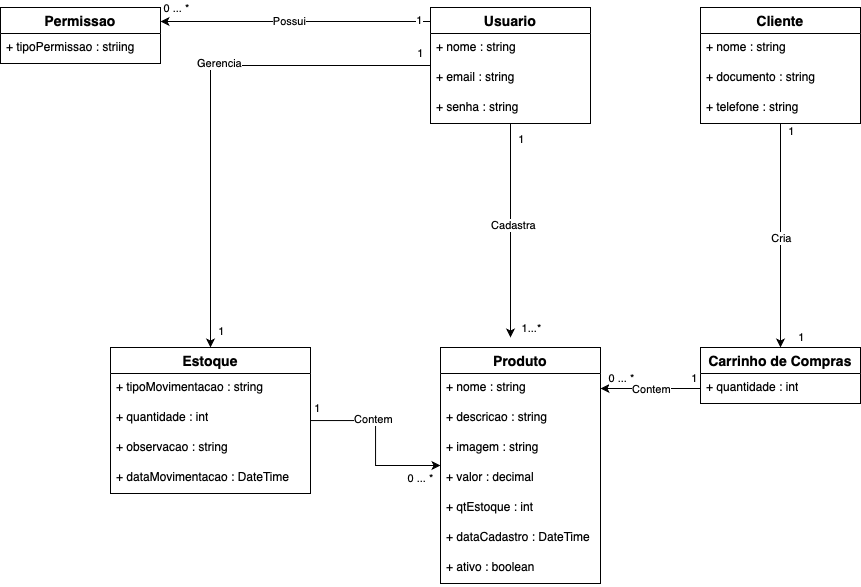 Permissao
+ tipoPermissao : striing
0 ... *
Possui
1
Usuario
+ nome : string
+ email : string
+ senha : string
Cliente
+ nome : string
+ documento : string
+ telefone : string
1
Gerencia
1
1
Cadastra
Cria
1
1...*
1
Estoque
+ tipoMovimentacao : string
+ quantidade : int
+ observacao : string
+ dataMovimentacao : DateTime
1
Contem
0 ... *
Produto
+ nome : string
+ descricao : string
+ imagem : string
+ valor : decimal
+ qtEstoque : int
+ dataCadastro : DateTime
+ ativo : boolean
0 ... *
Contem
1
Carrinho de Compras
+ quantidade : int